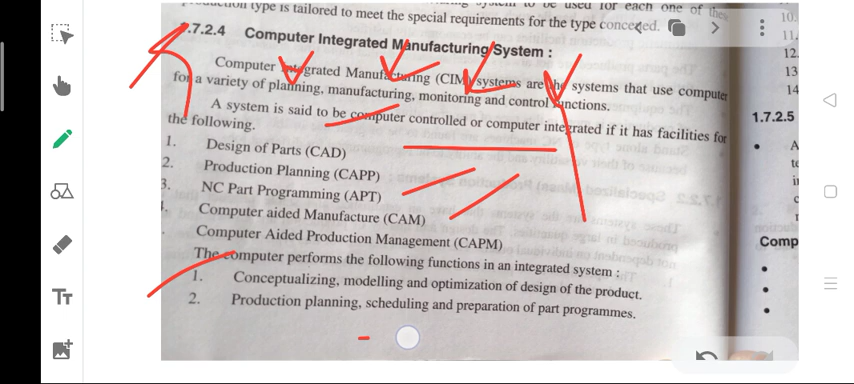 type is tailored to meet the special requirements for the type concerned.
1.7.2.4 Computer Integrated Manufacturing System :
Computer Integrated Manufacturing (CIM) systems are the systems that use computer
for a variety of planning, manufacturing, monitoring and control functions.
A system is said to be computer controlled or computer integrated if it has facilities for
the following.
1. Design of Parts (CAD)
2. Production Planning (CAPP)
3. NC Part Programming (APT)
Computer aided Manufacture (CAM)
Computer Aided Production Management (CAPM)
The computer performs the following functions in an integrated system :
1. Conceptualizing, modelling and optimization of design of the product.
2. Production planning, scheduling and preparation of part programmes.
10.
11.
12.
13
14
1.7.2.5
Comp
Tт